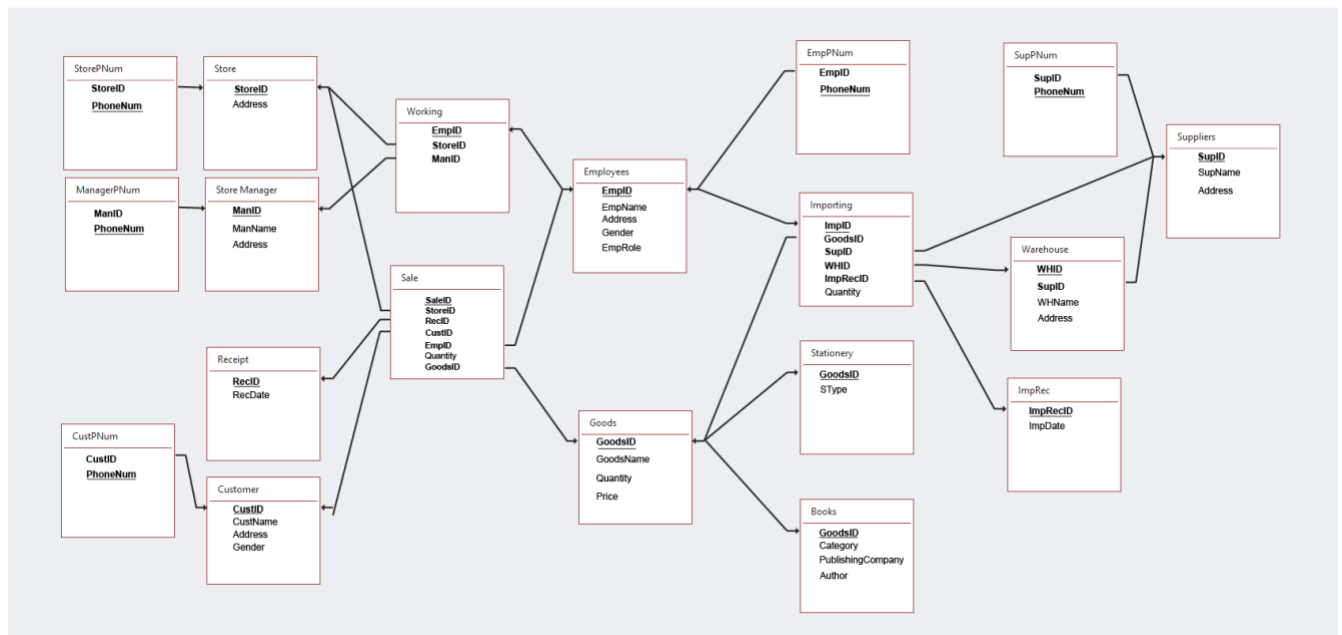 StorePNum
StoreID
PhoneNum
Store
StoreID
Address
ManagerPNum
ManID
PhoneNum
Store Manager
ManID
ManName
Address
Working
EmpID
StoreID
ManID
Sale
SaleID
StoreID
RecID
CustID
EmpID
Quantity
GoodsID
Receipt
RecID
RecDate
CustPNum
CustID
PhoneNum
Customer
CustID
CustName
Address
Gender
Employees
EmpID
EmpName
Address
Gender
EmpRole
Goods
GoodsID
GoodsName
Quantity
Price
EmpPNum
EmpID
PhoneNum
Importing
ImpID
GoodsID
SupID
WHID
ImpRecID
Quantity
Stationery
GoodsID
SType
Books
GoodsID
Category
PublishingCompany
Author
SupPNum
SupID
PhoneNum
Suppliers
SupID
SupName
Address
Warehouse
WHID
SupID
WHName
Address
ImpRec
ImpRecID
ImpDate